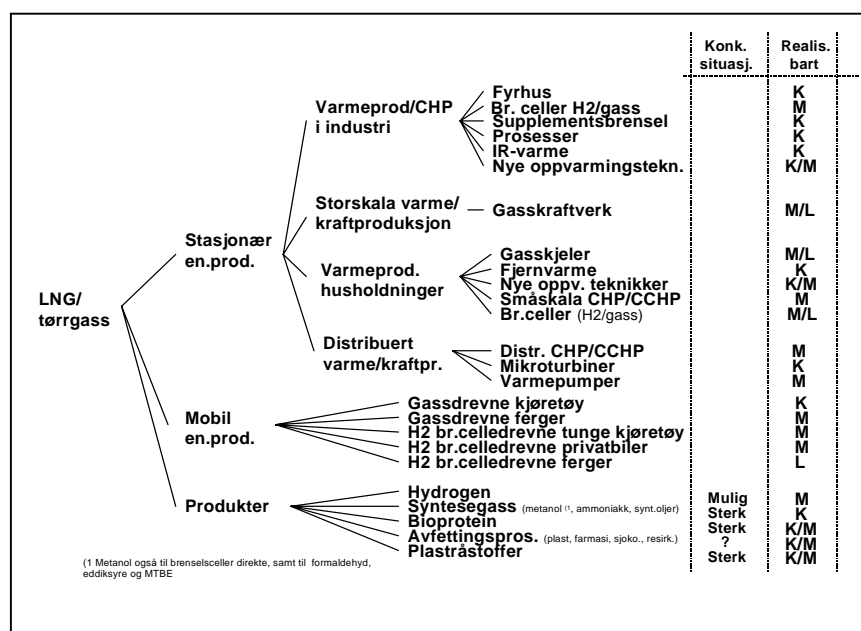 Konk. situasj.
Realis. bart
LNG/
tørrgass
Stasjonær
en.prod.
Varmeprod/CHP
i industri
Fyrhus K
Br. celler H2/gass M
Supplementsbrensel K
Prosesser K
IR-varme K
Nye oppvarmingstekn. K/M
Storskala varme/
kraftproduksjon
Gasskraftverk M/L
Varmeprod.
husholdninger
Gasskjeler M/L
Fjernvarme K
Nye oppv. teknikker K/M
Småskala CHP/CCHP M
Br.celler (H2/gass) M/L
Distribuert
varme/kraftpr.
Distr. CHP/CCHP M
Mikroturbiner K
Varmepumper M
Mobil
en.prod.
Gassdrevne kjøretøy K
Gassdrevne ferger M
H2 br.celledrevne tunge kjøretøy M
H2 br.celledrevne privatbiler M
H2 br.celledrevne ferger L
Produkter
Hydrogen Mulig M
Syntesegass (metanol (1, ammoniakk, synt.oljer) Sterk K
Bioprotein Sterk K/M
Avfettingspros. (plast, farmasi, sjoko., resirk.) ? K/M
Plastråstoffer Sterk K/M
(1 Metanol også til brenselsceller direkte, samt til formaldehyd,
eddiksyre og MTBE